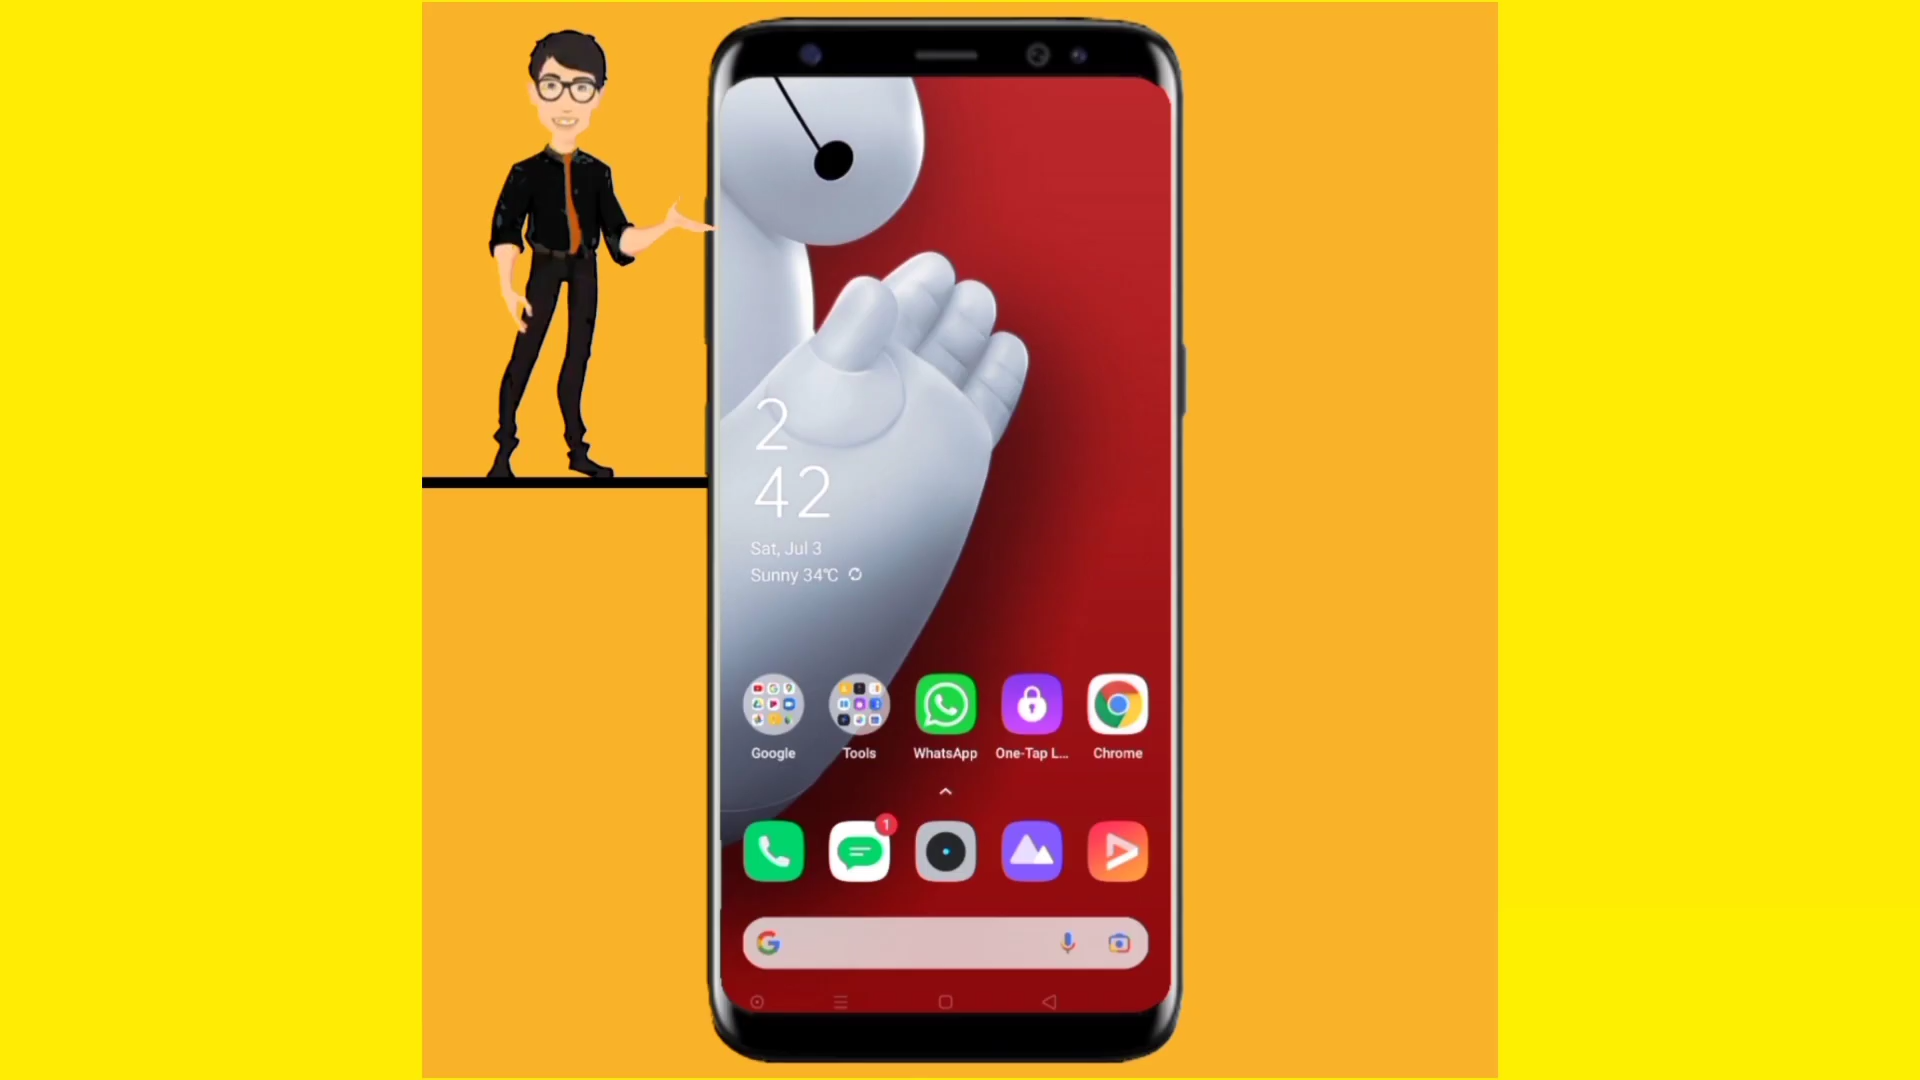 2
42
Sat, Jul 3
Sunny 34°C
Google
Tools
WhatsApp
One-Tap L...
Chrome
1